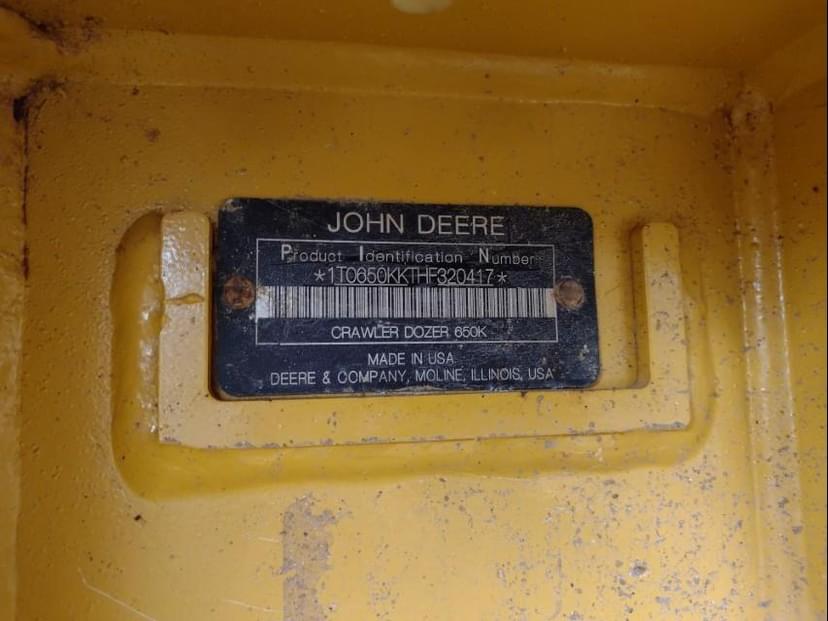 JOHN DEERE
Product Identification Number
*1T0650KKTHF320417*
CRAWLER DOZER 650K
MADE IN USA
DEERE & COMPANY, MOLINE, ILLINOIS, USA